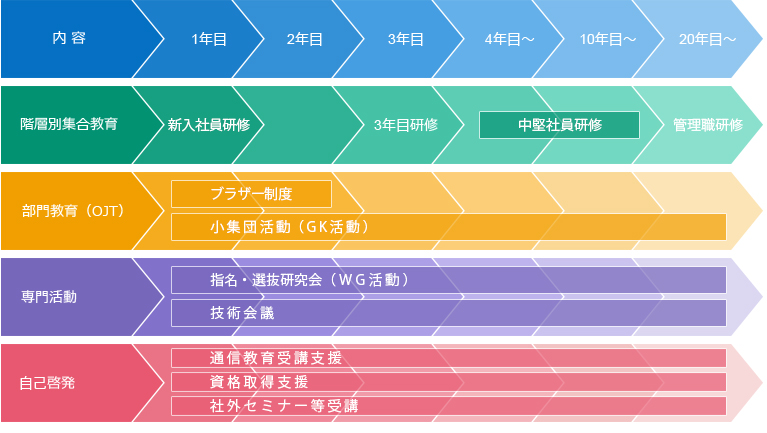 内 容
1年目
2年目
3年目
4年目～
10年目～
20年目～
階層別集合教育
新入社員研修
3年目研修
中堅社員研修
管理職研修
部門教育（OJT）
ブラザー制度
小集団活動（GK活動）
専門活動
指名・選抜研究会（WG活動）
技術会議
自己啓発
通信教育受講支援
資格取得支援
社外セミナー等受講